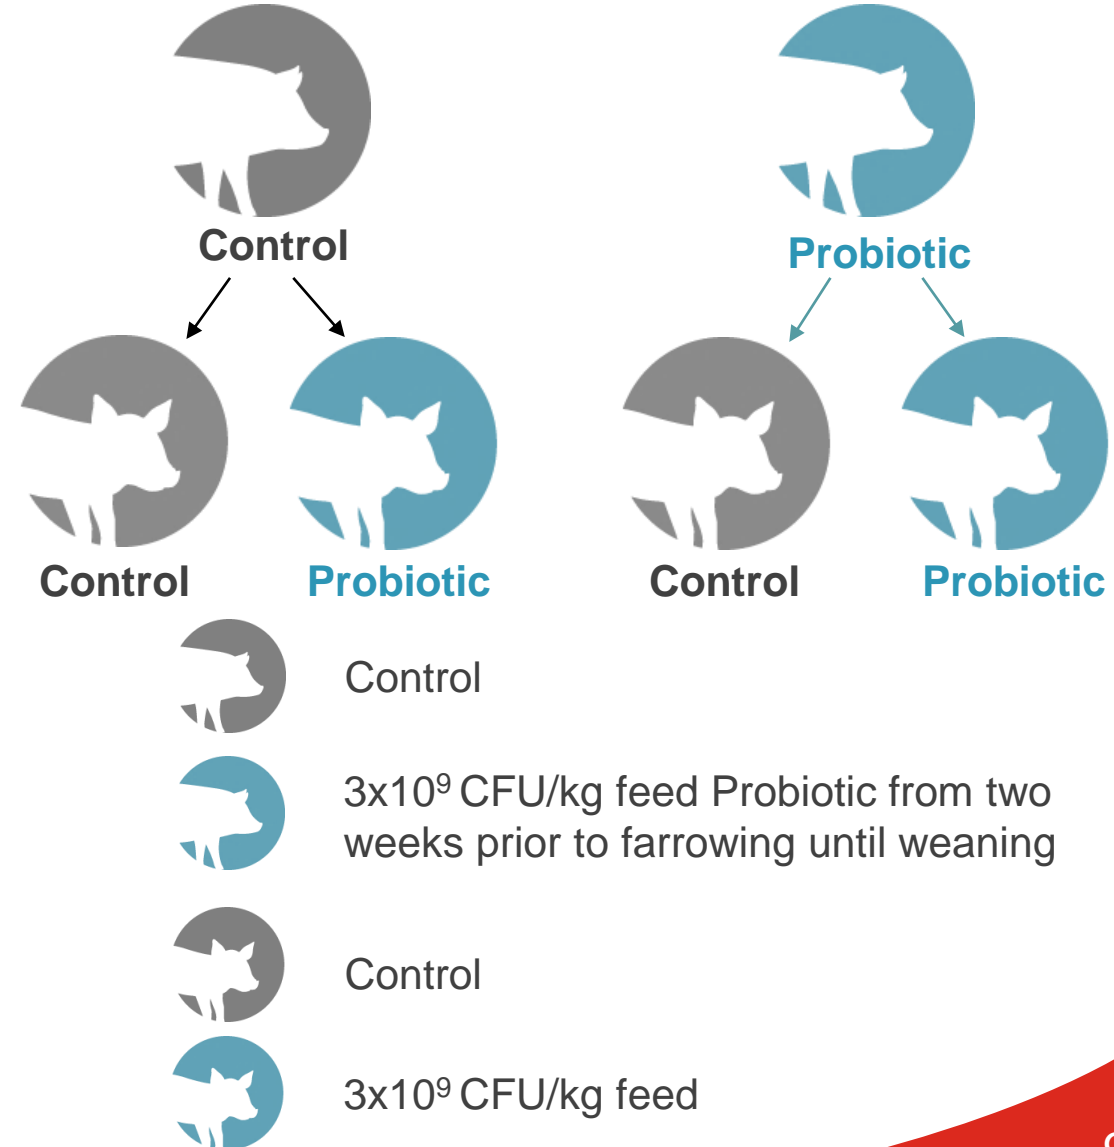 Control
Probiotic
Control
Probiotic
Control
Probiotic
Control
3x10⁹ CFU/kg feed Probiotic from two
weeks prior to farrowing until weaning
Control
3x10⁹ CFU/kg feed